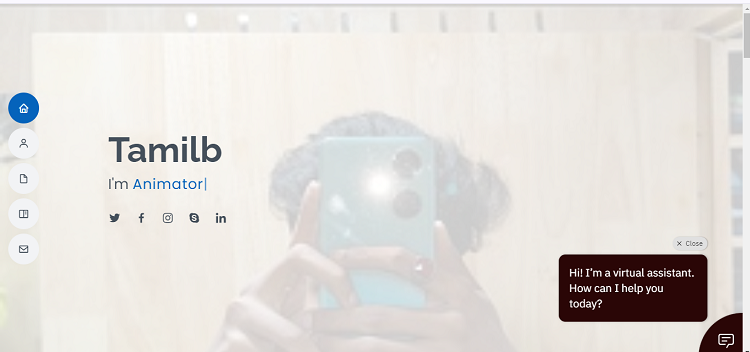 Tamilb
I'm Animator|
Close
Hi! I'm a virtual assistant.
How can I help you
today?